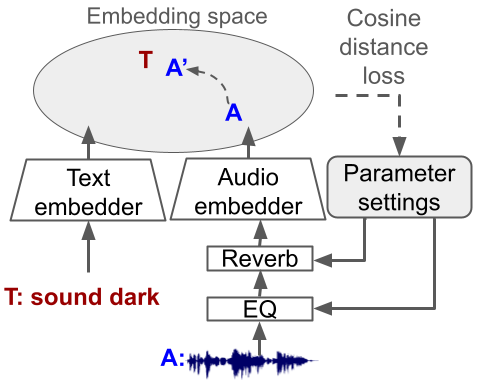 Embedding space
Cosine
distance
loss
T
A’
A
Text
embedder
Audio
embedder
Parameter
settings
Reverb
T: sound dark
EQ
A: